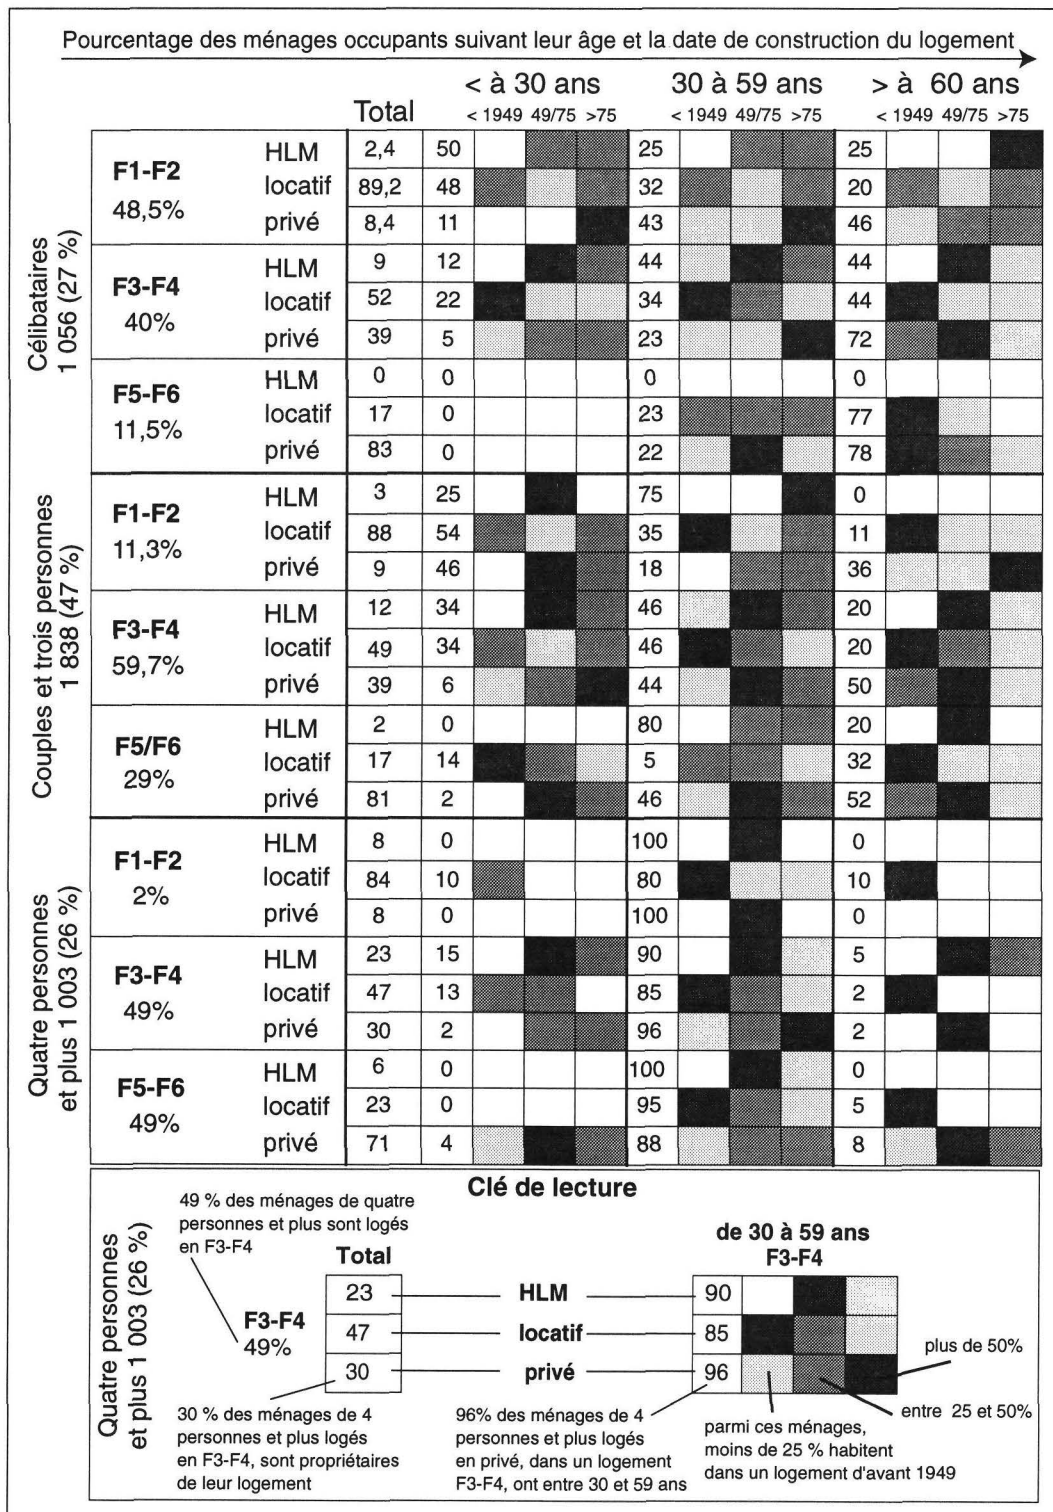 Pourcentage des ménages occupants suivant leur âge et la date de construction du logement
< à 30 ans 30 à 59 ans > à 60 ans
Total < 1949 49/75 >75 < 1949 49/75 >75 < 1949 49/75 >75
Célibataires
1 056 (27 %)
F1-F2
48,5%
HLM 2,4 50 25 25
locatif 89,2 48 32 20
privé 8,4 11 43 46
F3-F4
40%
HLM 9 12 44 44
locatif 52 22 34 44
privé 39 5 23 72
F5-F6
11,5%
HLM 0 0 0 0
locatif 17 0 23 77
privé 83 0 22 78
Couples et trois personnes
1 838 (47 %)
F1-F2
11,3%
HLM 3 25 75 0
locatif 88 54 35 11
privé 9 46 18 36
F3-F4
59,7%
HLM 12 34 46 20
locatif 49 34 46 20
privé 39 6 44 50
F5/F6
29%
HLM 2 0 80 20
locatif 17 14 5 32
privé 81 2 46 52
Quatre personnes
et plus 1 003 (26 %)
F1-F2
2%
HLM 8 0 100 0
locatif 84 10 80 10
privé 8 0 100 0
F3-F4
49%
HLM 23 15 90 5
locatif 47 13 85 2
privé 30 2 96 2
F5-F6
49%
HLM 6 0 100 0
locatif 23 0 95 5
privé 71 4 88 8
Clé de lecture
Quatre personnes
et plus 1 003 (26 %)
49 % des ménages de quatre
personnes et plus sont logés
en F3-F4
Total
de 30 à 59 ans
F3-F4
F3-F4
49%
23 HLM 90
47 locatif 85
30 privé 96
plus de 50%
entre 25 et 50%
30 % des ménages de 4
personnes et plus logés
en F3-F4, sont propriétaires
de leur logement
96% des ménages de 4
personnes et plus logés
en privé, dans un logement
F3-F4, ont entre 30 et 59 ans
parmi ces ménages,
moins de 25 % habitent
dans un logement d'avant 1949